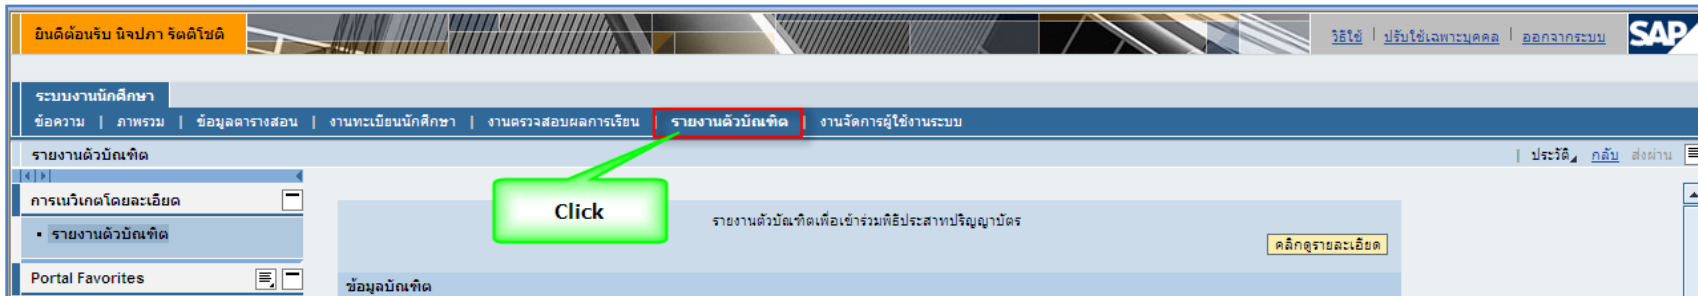 ยินดีต้อนรับ นิจปภา รัตติโชติ
วิธีใช้ | ปรับใช้เฉพาะบุคคล | ออกจากระบบ
SAP
ระบบงานนักศึกษา
ข้อความ | ภาพรวม | ข้อมูลตารางสอน | งานทะเบียนนักศึกษา | งานตรวจสอบผลการเรียน | รายงานตัวบัณฑิต | งานจัดการผู้ใช้งานระบบ
รายงานตัวบัณฑิต
| ประวัติ กลับ ส่งผ่าน
การเนวิเกตโดยละเอียด
Click
รายงานตัวบัณฑิตเพื่อเข้าร่วมพิธีประสาทปริญญาบัตร
รายงานตัวบัณฑิต
คลิกดูรายละเอียด
Portal Favorites
ข้อมูลบัณฑิต